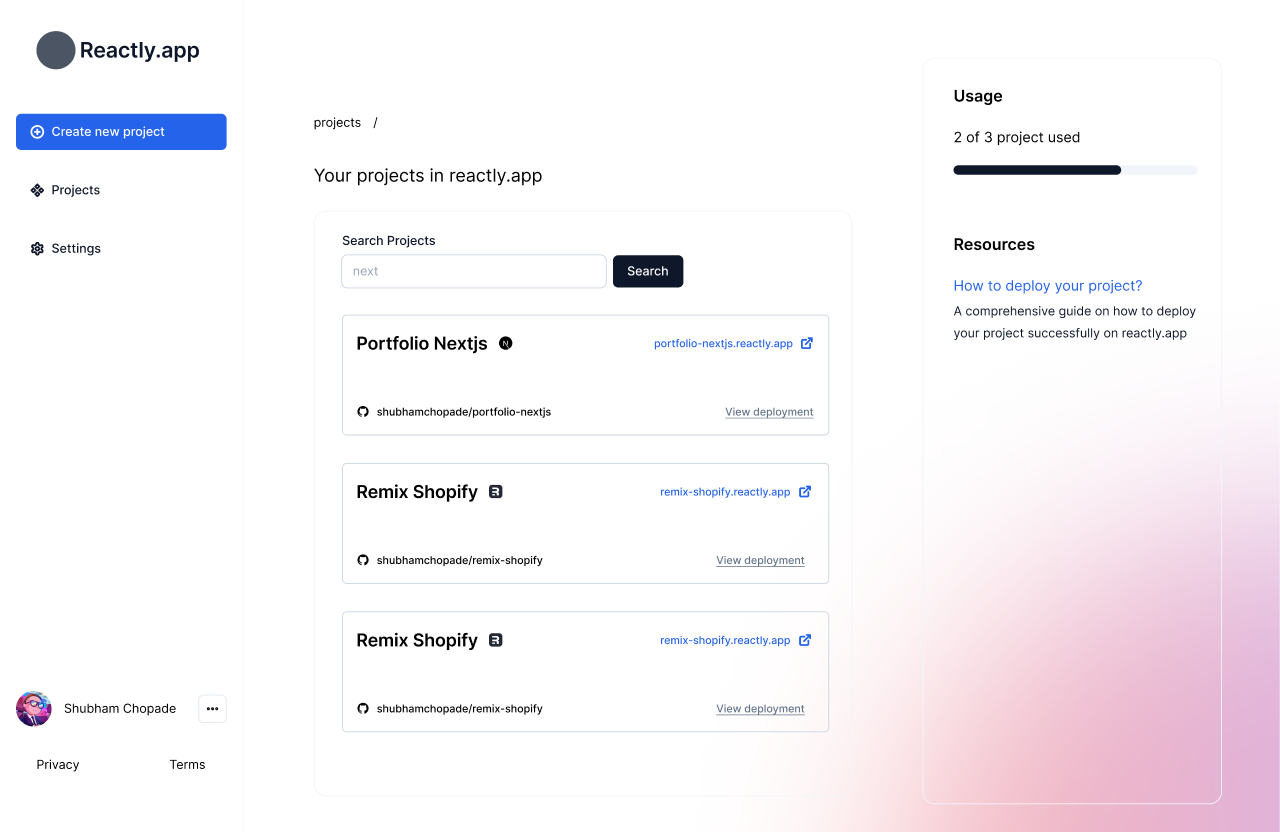 Reactly.app
Create new project
Projects
Settings
Shubham Chopade
Privacy
Terms
projects /
Your projects in reactly.app
Search Projects
next
Search
Portfolio Nextjs
N
portfolio-nextjs.reactly.app
shubhamchopade/portfolio-nextjs
View deployment
Remix Shopify
R
remix-shopify.reactly.app
shubhamchopade/remix-shopify
View deployment
Remix Shopify
R
remix-shopify.reactly.app
shubhamchopade/remix-shopify
View deployment
Usage
2 of 3 project used
Resources
How to deploy your project?
A comprehensive guide on how to deploy
your project successfully on reactly.app